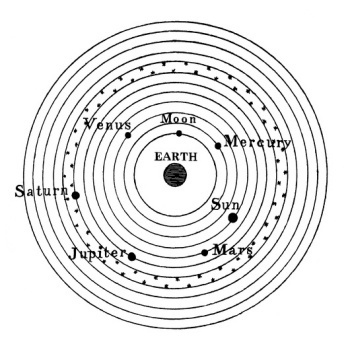 Moon
Venus
Mercury
EARTH
Saturn
Sun
Jupiter
Mars